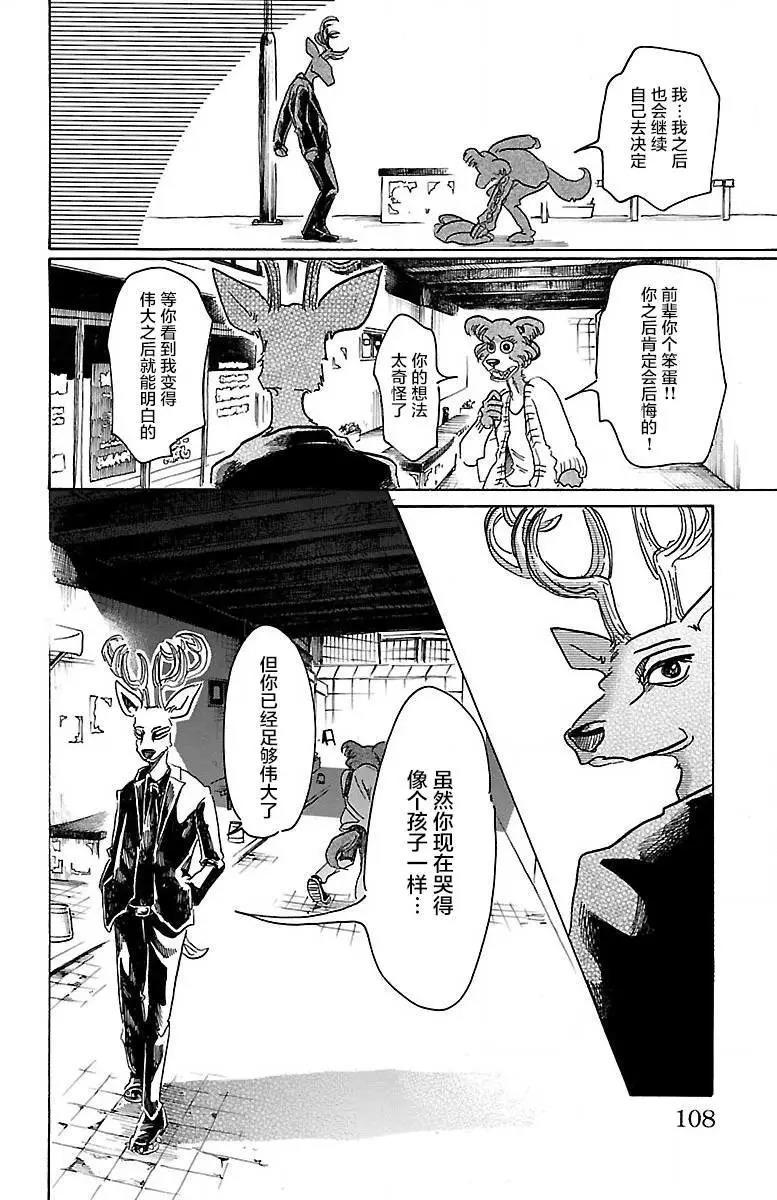 我…我之后
也会继续
自己去决定
前辈你个笨蛋!!
你之后肯定会后悔的!
你的想法
太奇怪了
等你看到我变得
伟大之后就能明白的
虽然你现在哭得
像个孩子一样…
但你已经足够伟大了
108